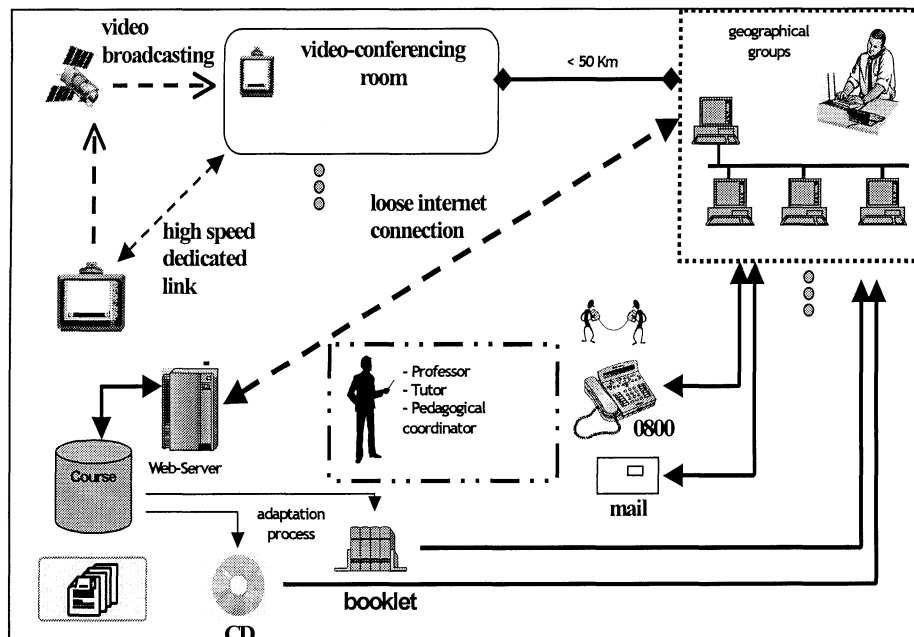 video
broadcasting
video-conferencing
room
< 50 Km
geographical
groups
high speed
dedicated
link
loose internet
connection
- Professor
- Tutor
- Pedagogical
coordinator
0800
mail
Web-Server
Course
adaptation
process
booklet
CD